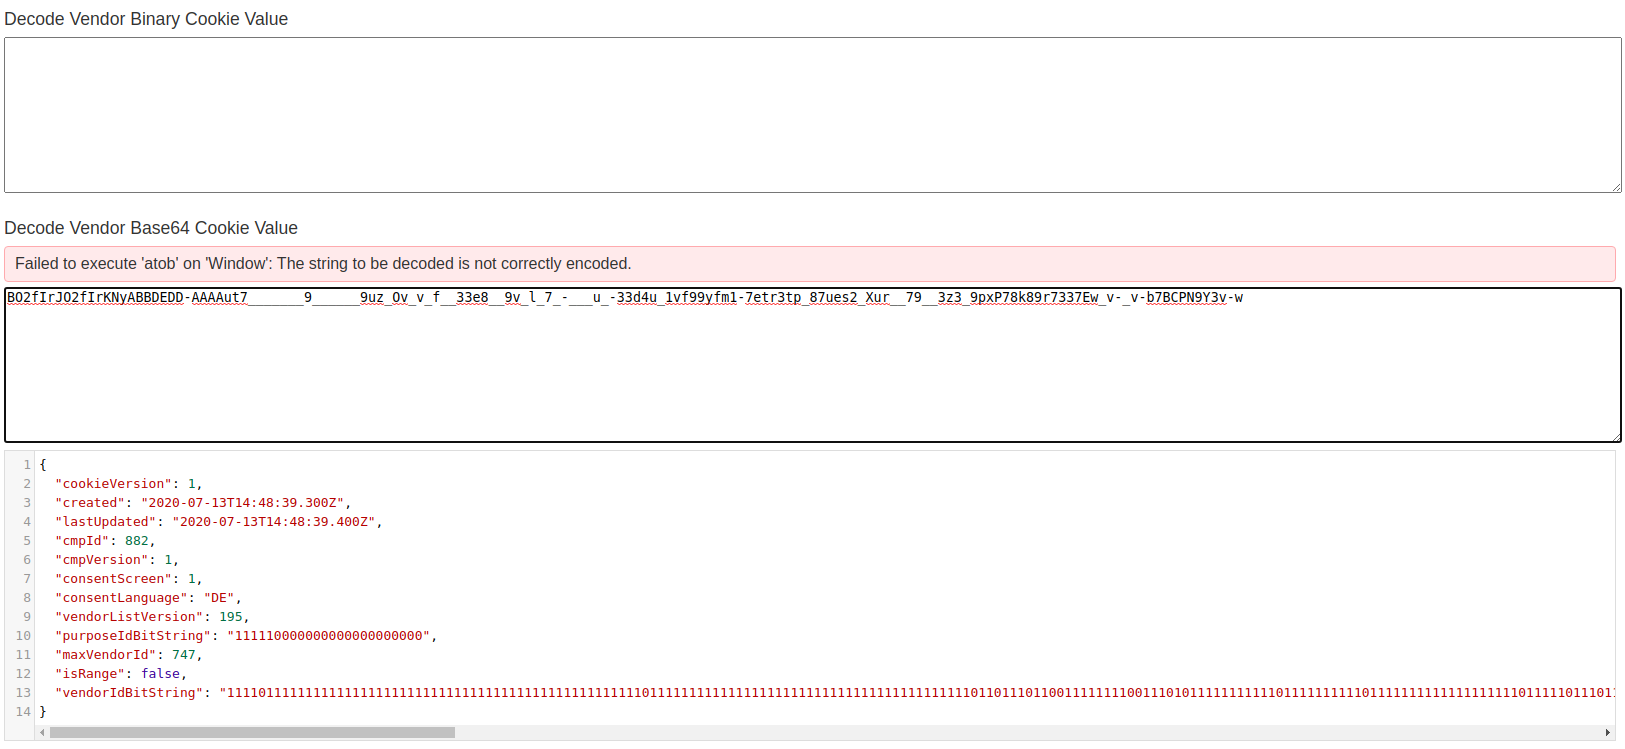 Decode Vendor Binary Cookie Value
Decode Vendor Base64 Cookie Value
Failed to execute 'atob' on 'Window': The string to be decoded is not correctly encoded.
BO2fIrJO2fIrKNyABBDEDD-AAAAut7_______9______9uz_Ov_v_f__33e8__9v_l_7_-___u_-33d4u_1vf99yfm1-7etr3tp_87ues2_Xur__79__3z3_9pxP78k89r7337Ew_v-_v-b7BCPN9Y3v-w
1 {
2 "cookieVersion": 1,
3 "created": "2020-07-13T14:48:39.300Z",
4 "lastUpdated": "2020-07-13T14:48:39.400Z",
5 "cmpId": 882,
6 "cmpVersion": 1,
7 "consentScreen": 1,
8 "consentLanguage": "DE",
9 "vendorListVersion": 195,
10 "purposeIdBitString": "111110000000000000000000",
11 "maxVendorId": 747,
12 "isRange": false,
13 "vendorIdBitString":
14 }